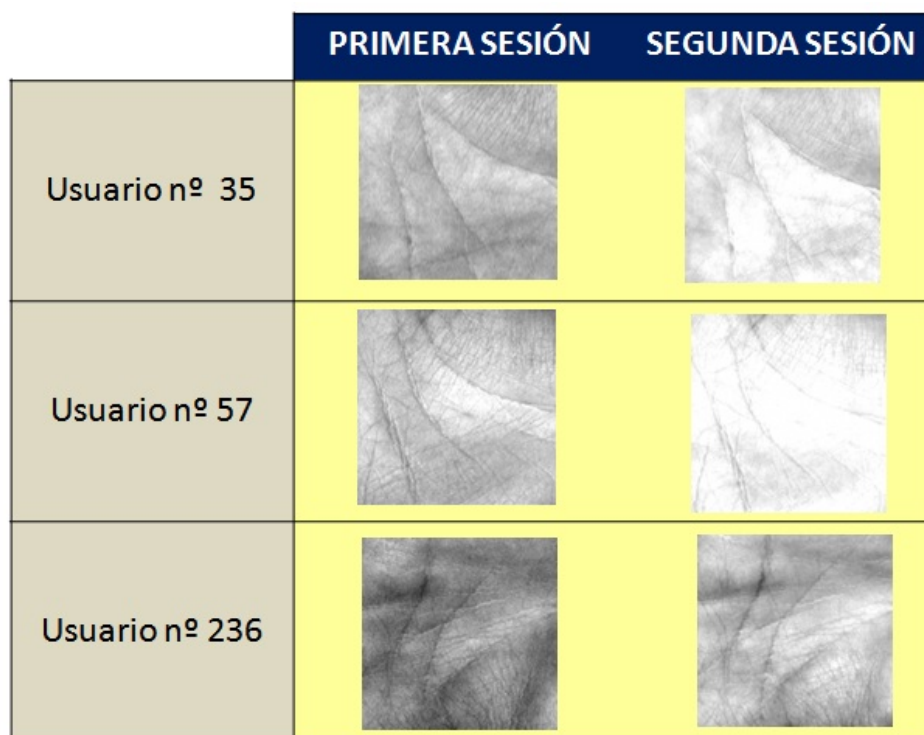 PRIMERA SESIÓN SEGUNDA SESIÓN
Usuario nº 35
Usuario nº 57
Usuario nº 236